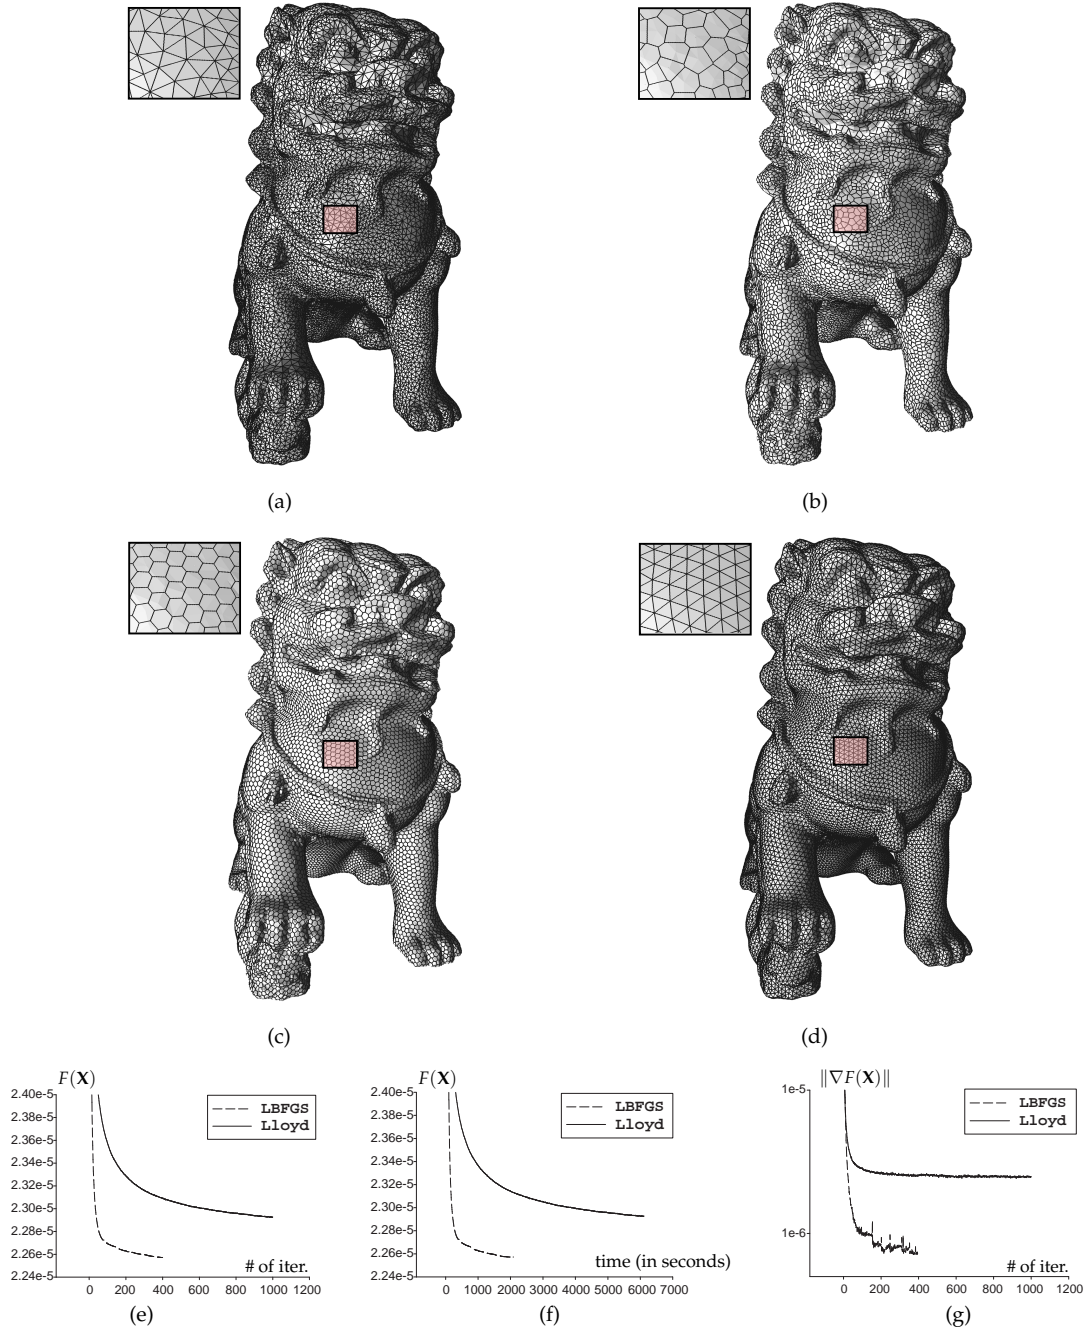 (a)
(b)
(c)
(d)
F(X)
2.40e-5
2.38e-5
2.36e-5
2.34e-5
2.32e-5
2.30e-5
2.28e-5
2.26e-5
2.24e-5
LBFGS
Lloyd
# of iter.
0 200 400 600 800 1000 1200
(e)
F(X)
2.40e-5
2.38e-5
2.36e-5
2.34e-5
2.32e-5
2.30e-5
2.28e-5
2.26e-5
2.24e-5
LBFGS
Lloyd
time (in seconds)
0 1000 2000 3000 4000 5000 6000 7000
(f)
‖∇F(X)‖
1e-5
1e-6
LBFGS
Lloyd
# of iter.
0 200 400 600 800 1000 1200
(g)